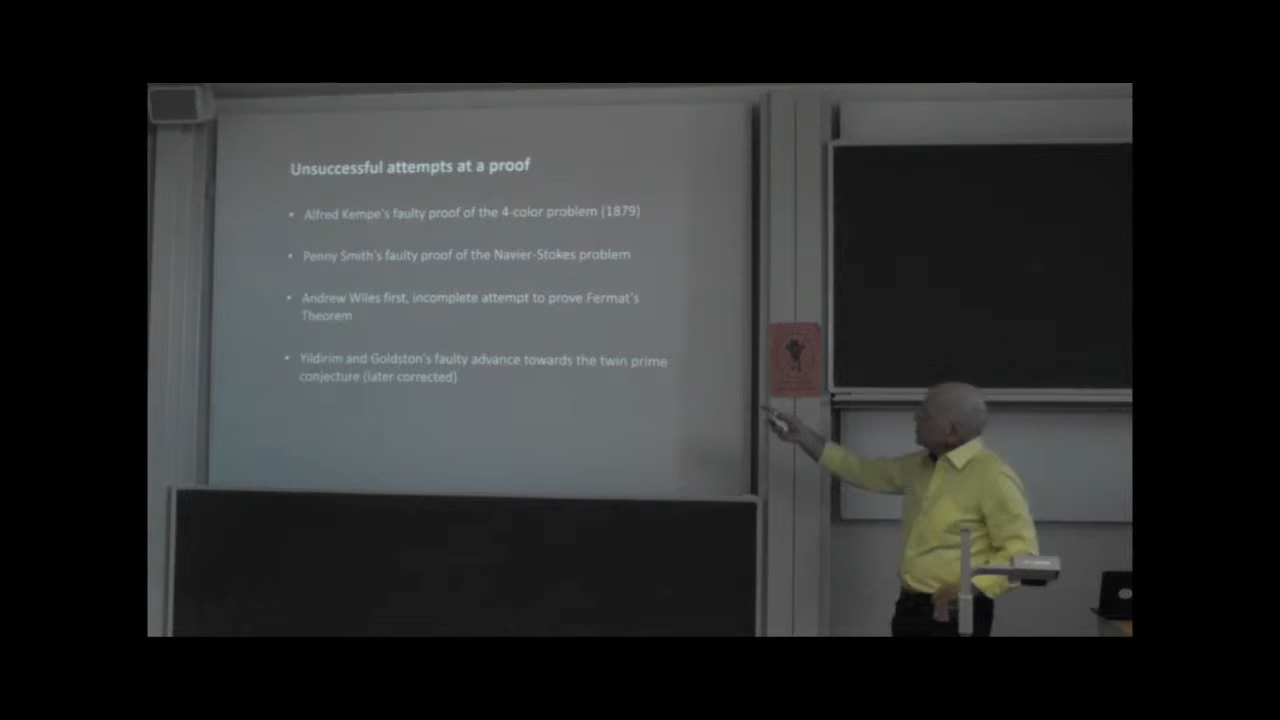 Unsuccessful attempts at a proof
• Alfred Kempe's faulty proof of the 4-color problem (1879)
• Penny Smith's faulty proof of the Navier-Stokes problem
• Andrew Wiles first, incomplete attempt to prove Fermat's
Theorem
• Yildirim and Goldston's faulty advance towards the twin prime
conjecture (later corrected)